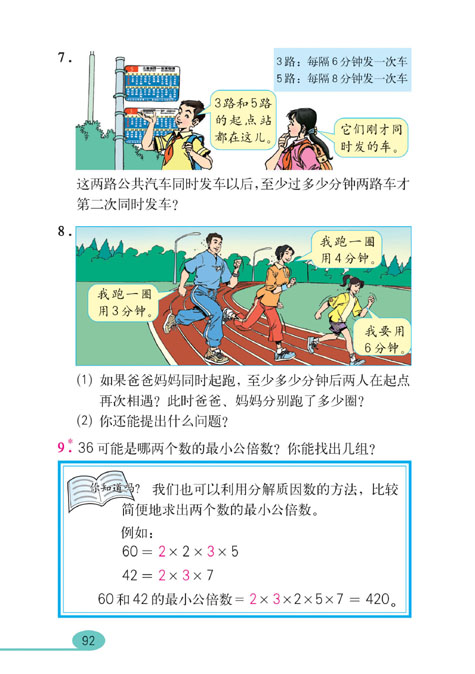 7.
3路：每隔6分钟发一次车
5路：每隔8分钟发一次车
3路和5路
的起点站
都在这儿。
它们刚才同
时发的车。
这两路公共汽车同时发车以后，至少过多少分钟两路车才
第二次同时发车？
8.
我跑一圈
用4分钟。
我跑一圈
用3分钟。
我要用
6分钟。
(1) 如果爸爸妈妈同时起跑，至少多少分钟后两人在起点
再次相遇？此时爸爸、妈妈分别跑了多少圈？
(2) 你还能提出什么问题？
9.* 36可能是哪两个数的最小公倍数？你能找出几组？
你知道吗？ 我们也可以利用分解质因数的方法，比较
简便地求出两个数的最小公倍数。
例如：
60 = 2 × 2 × 3 × 5
42 = 2 × 3 × 7
60和42的最小公倍数= 2 × 3 × 2 × 5 × 7 = 420。
92